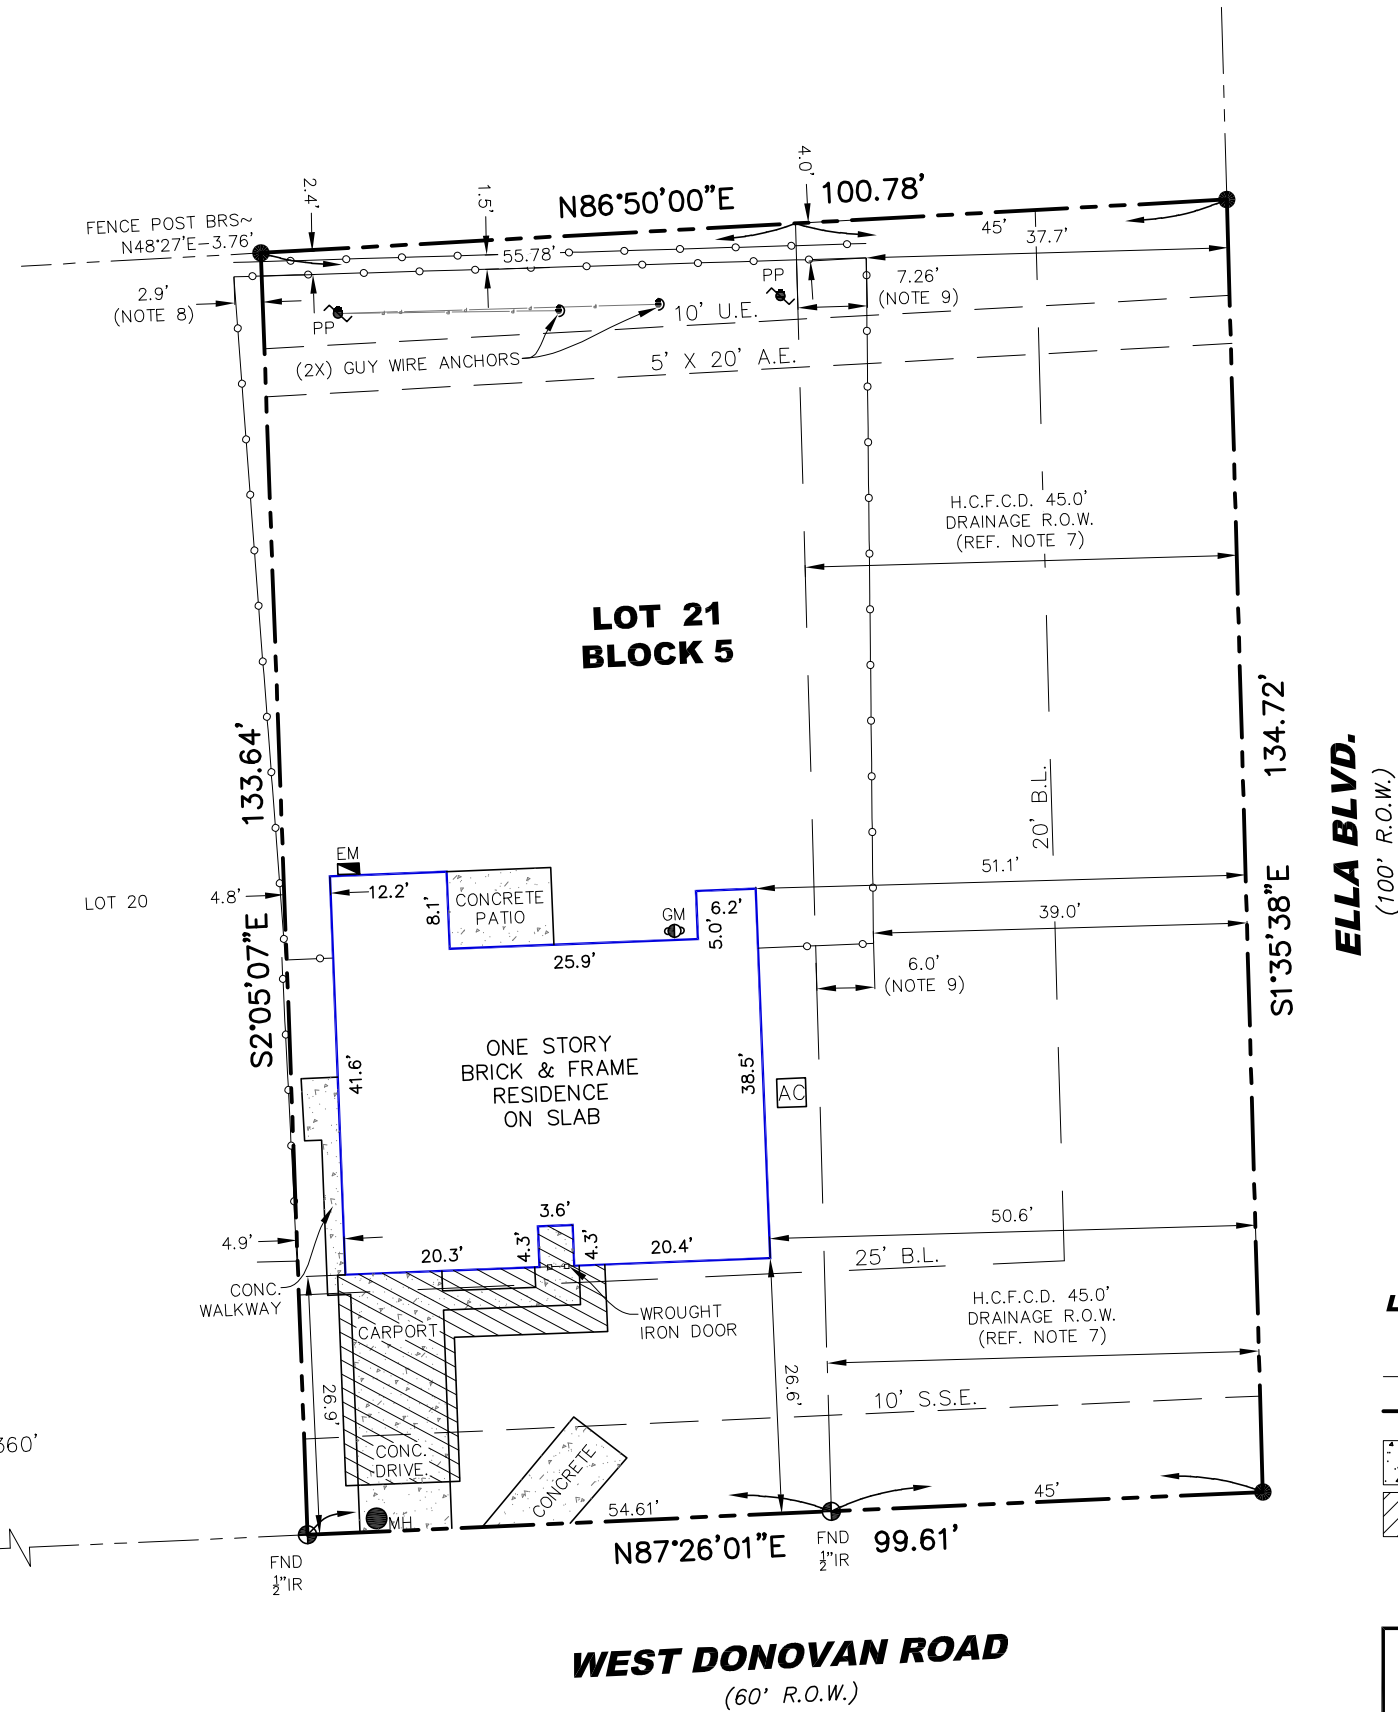 4.0'
2.4'
1.5'
N86°50'00"E 100.78'
FENCE POST BRS~
N48°27'E-3.76'
45'
37.7'
55.78'
2.9'
(NOTE 8)
PP
PP
7.26'
(NOTE 9)
10' U.E.
(2X) GUY WIRE ANCHORS
5' X 20' A.E.
H.C.F.C.D. 45.0'
DRAINAGE R.O.W.
(REF. NOTE 7)
LOT 21
BLOCK 5
133.64'
S2°05'07"E
134.72'
S1°35'38"E
ELLA BLVD.
(100' R.O.W.)
20' B.L.
EM
12.2'
8.1'
CONCRETE
PATIO
GM
6.2'
5.0'
51.1'
LOT 20
4.8'
39.0'
25.9'
6.0'
(NOTE 9)
ONE STORY
BRICK & FRAME
RESIDENCE
ON SLAB
41.6'
38.5'
AC
3.6'
4.3'
4.3'
20.3'
20.4'
50.6'
4.9'
25' B.L.
CONC.
WALKWAY
CARPORT
WROUGHT
IRON DOOR
H.C.F.C.D. 45.0'
DRAINAGE R.O.W.
(REF. NOTE 7)
26.9'
26.6'
10' S.S.E.
360'
CONC.
DRIVE.
CONCRETE
MH
54.61'
45'
N87°26'01"E 99.61'
FND
½"IR
FND
½"IR
WEST DONOVAN ROAD
(60' R.O.W.)